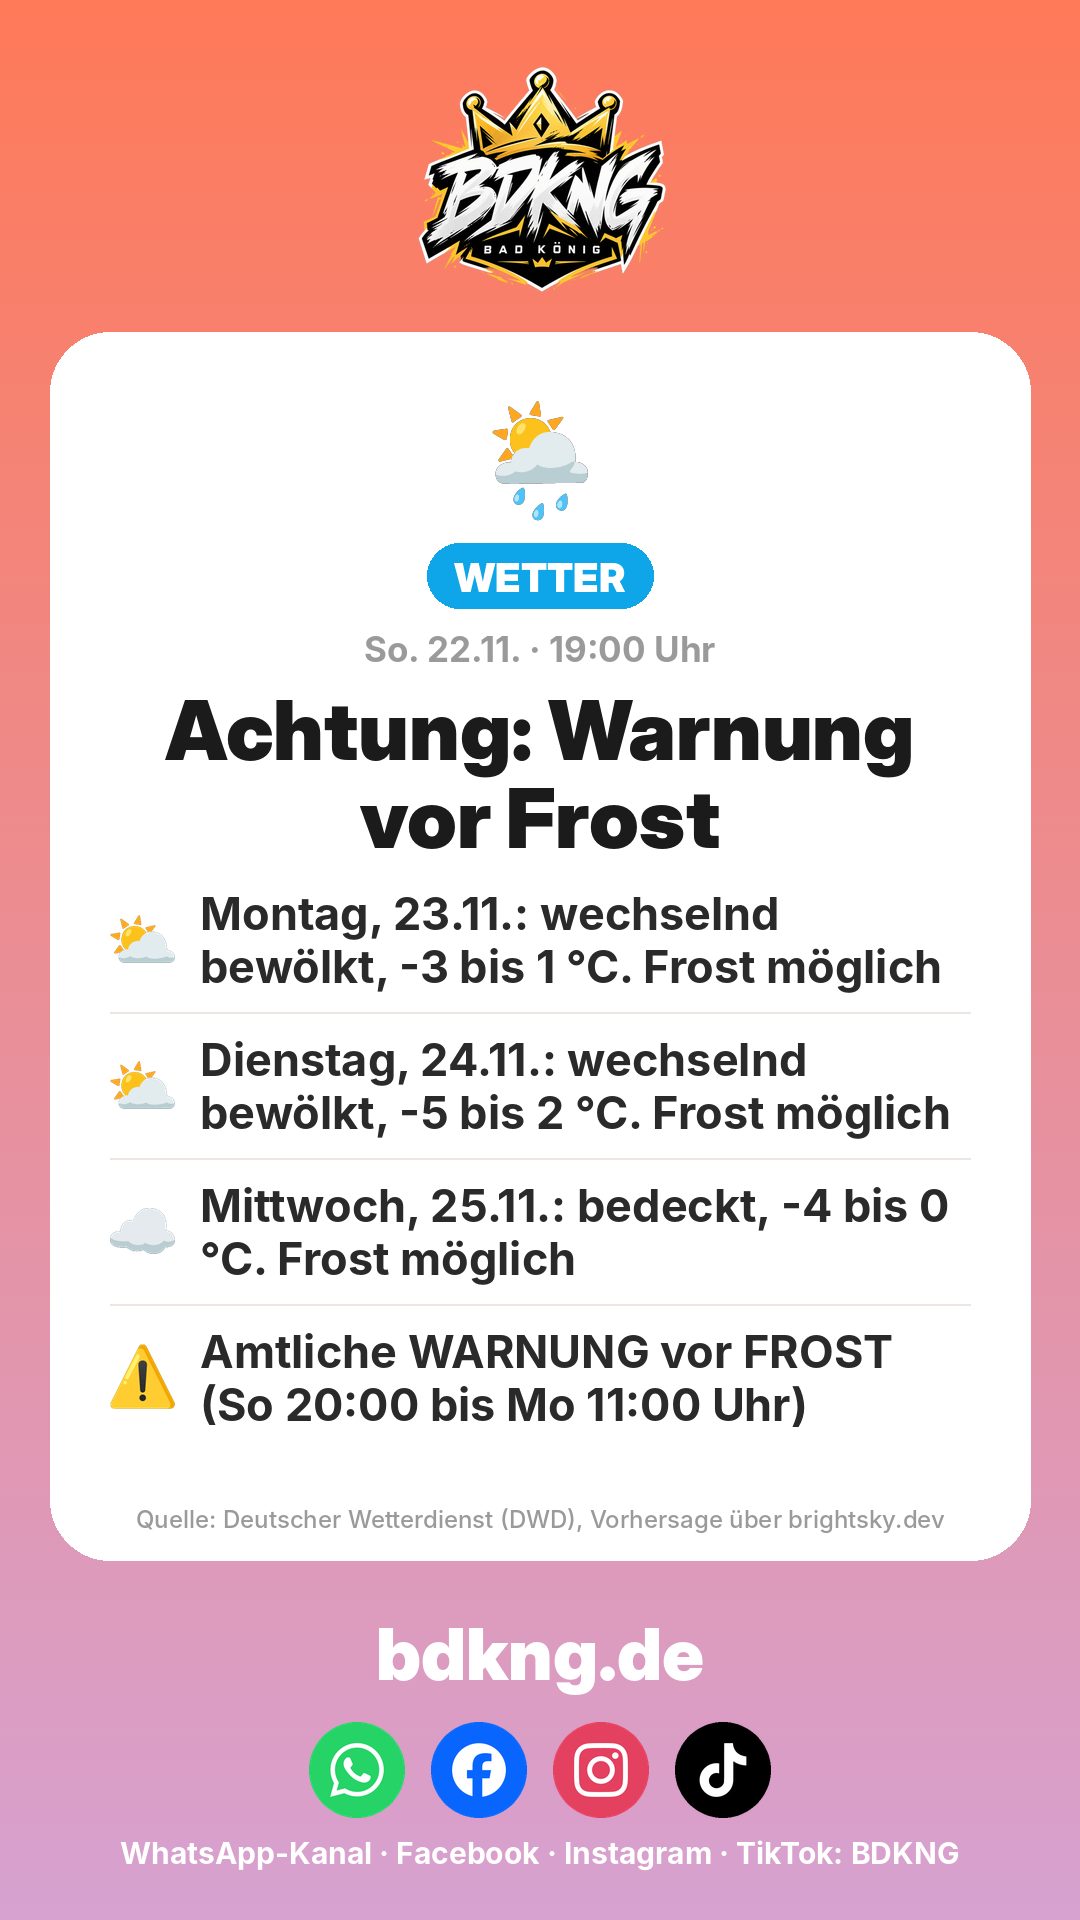 BDKNG
BAD KÖNIG
WETTER
So. 22.11. · 19:00 Uhr
Achtung: Warnung
vor Frost
Montag, 23.11.: wechselnd
bewölkt, -3 bis 1 °C. Frost möglich
Dienstag, 24.11.: wechselnd
bewölkt, -5 bis 2 °C. Frost möglich
Mittwoch, 25.11.: bedeckt, -4 bis 0
°C. Frost möglich
Amtliche WARNUNG vor FROST
(So 20:00 bis Mo 11:00 Uhr)
Quelle: Deutscher Wetterdienst (DWD), Vorhersage über brightsky.dev
bdkng.de
WhatsApp-Kanal · Facebook · Instagram · TikTok: BDKNG